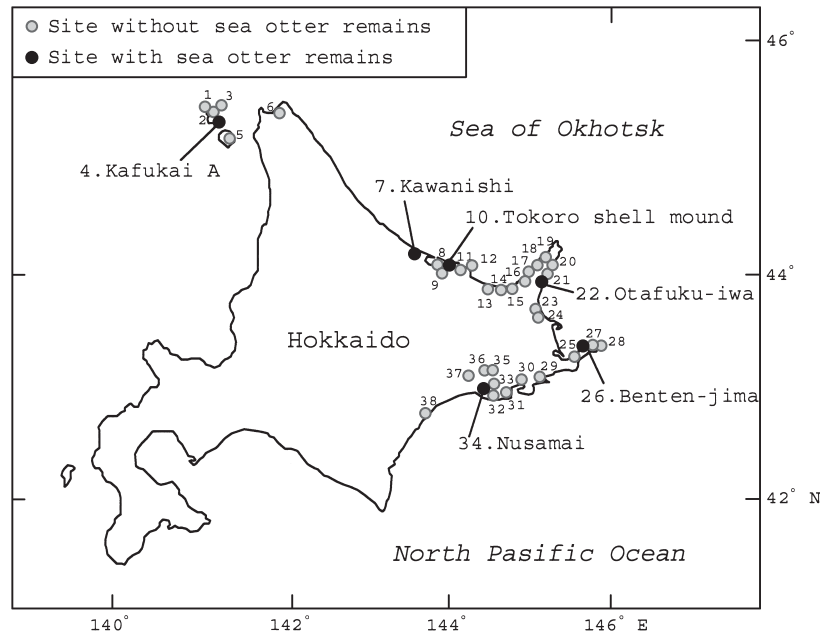 Site without sea otter remains
Site with sea otter remains
46°
1
3
2
5
6
Sea of Okhotsk
4.Kafukai A
7.Kawanishi
10.Tokoro shell mound
8
11
12
9
13
14
15
16
17
18
19
20
21
44°
22.Otafuku-iwa
23
24
Hokkaido
25
27
28
26.Benten-jima
36
35
37
33
30
29
38
32
31
34.Nusamai
42° N
North Pasific Ocean
140°
142°
144°
146° E